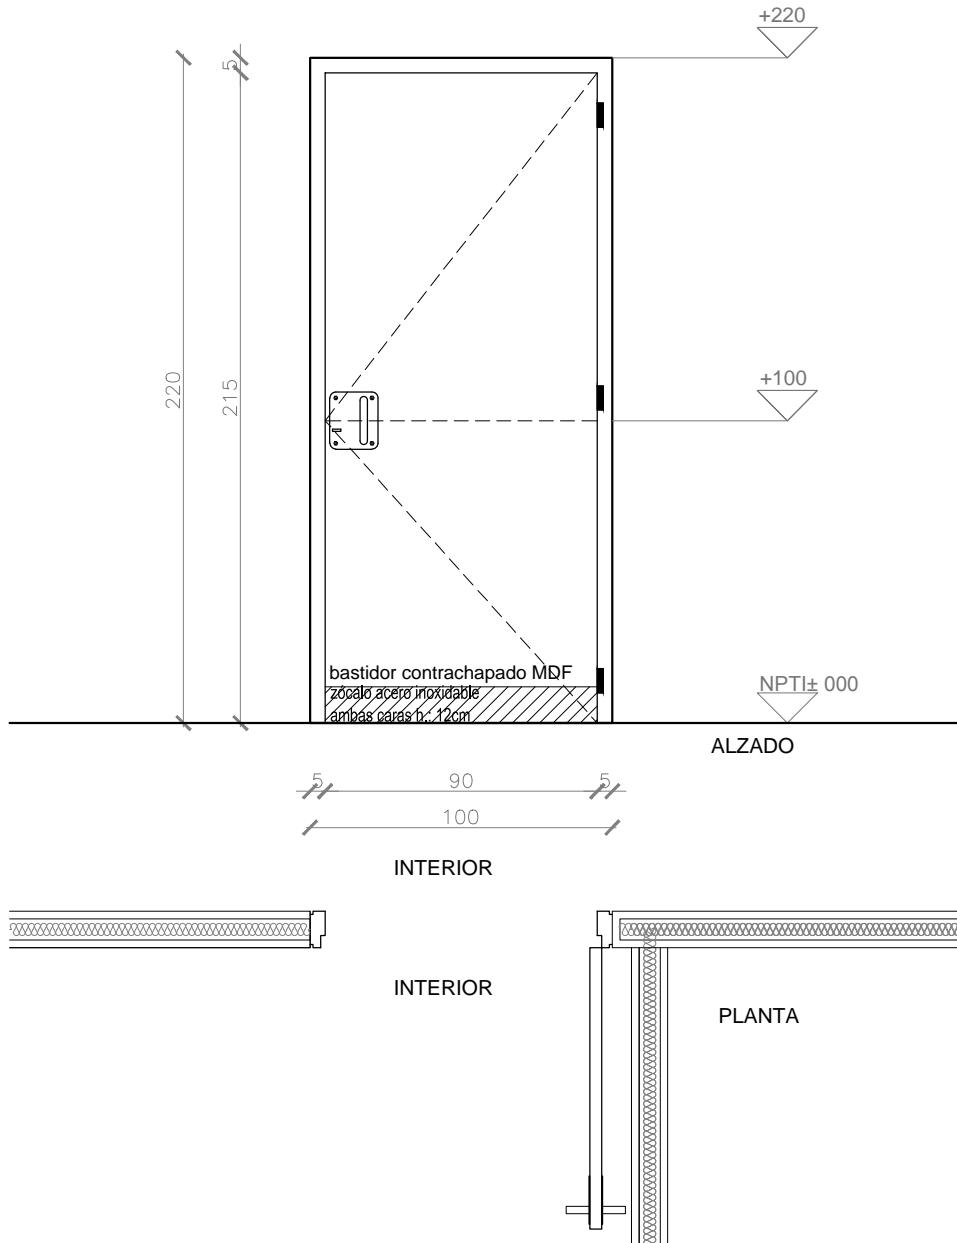 +220
5
220
215
+100
bastidor contrachapado MDF
zócalo acero inoxidable
ambas caras h.: 12cm
NPTI± 000
ALZADO
5
90
5
100
INTERIOR
INTERIOR
PLANTA